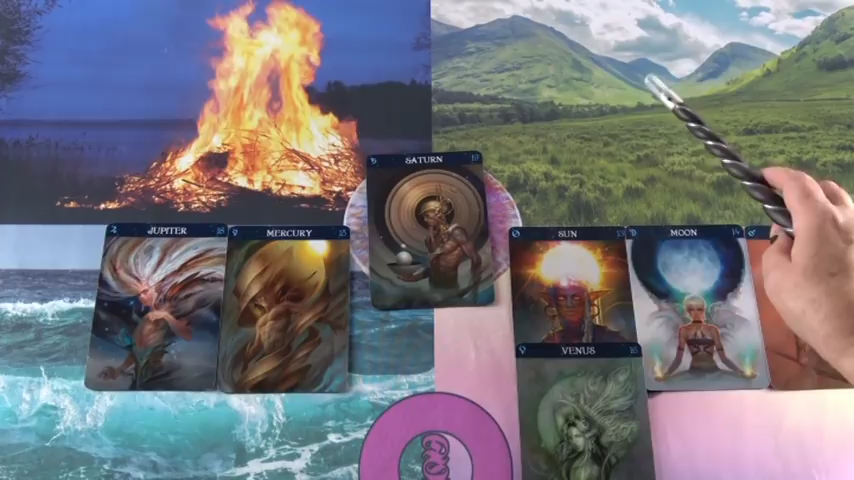 SATURN
JUPITER
MERCURY
SUN
MOON
VENUS